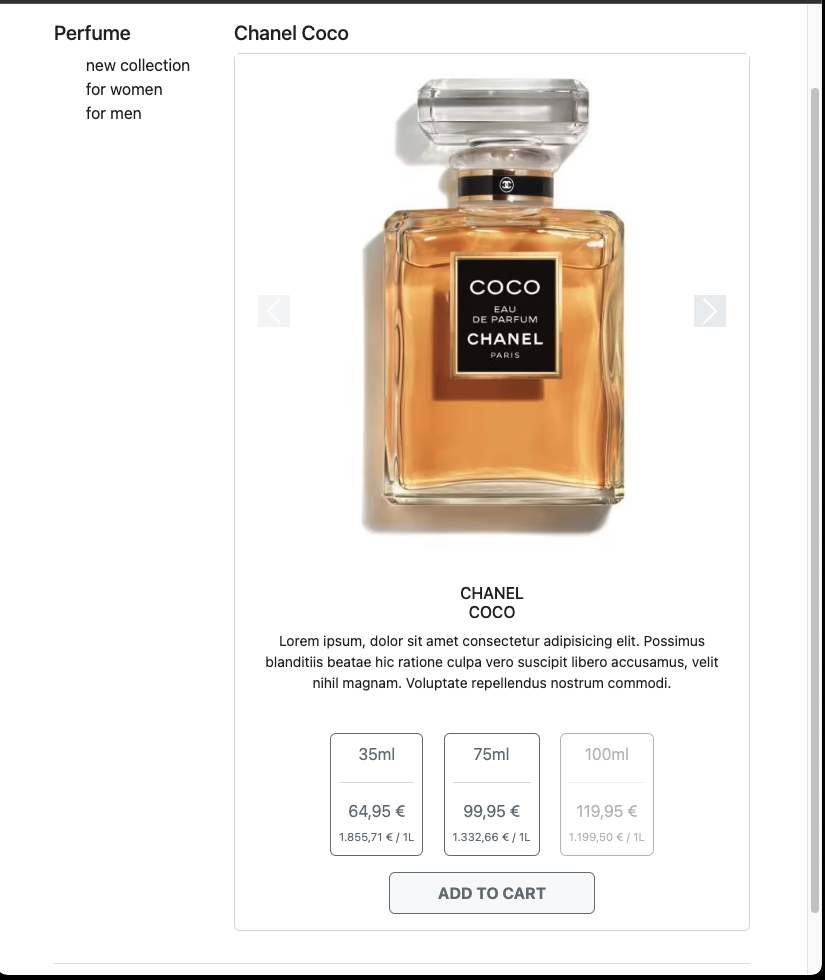 Perfume
Chanel Coco
new collection
for women
for men
COCO
EAU
DE PARFUM
CHANEL
PARIS
CHANEL
COCO
Lorem ipsum, dolor sit amet consectetur adipisicing elit. Possimus
blanditiis beatae hic ratione culpa vero suscipit libero accusamus, velit
nihil magnam. Voluptate repellendus nostrum commodi.
35ml
64,95 €
1.855,71 € / 1L
75ml
99,95 €
1.332,66 € / 1L
100ml
119,95 €
1.199,50 € / 1L
ADD TO CART